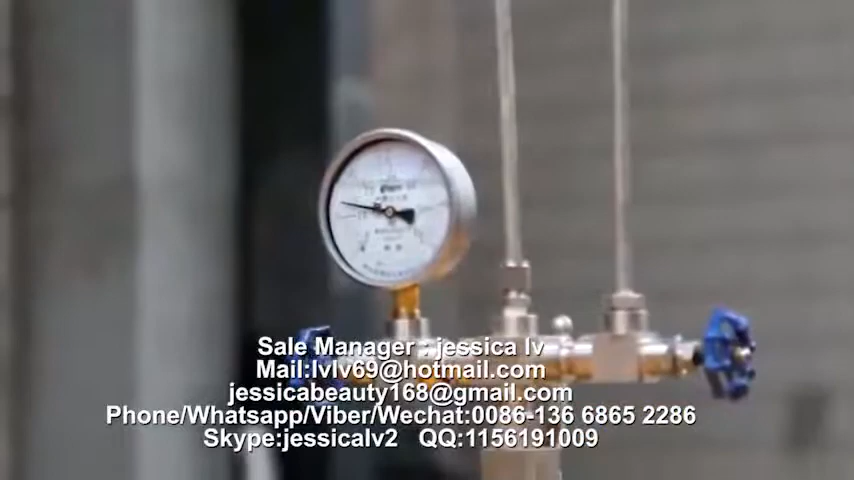 Sale Manager : jessica lv
Mail:lvlv69@hotmail.com
jessicabeauty168@gmail.com
Phone/Whatsapp/Viber/Wechat:0086-136 6865 2286
Skype:jessicalv2 QQ:1156191009